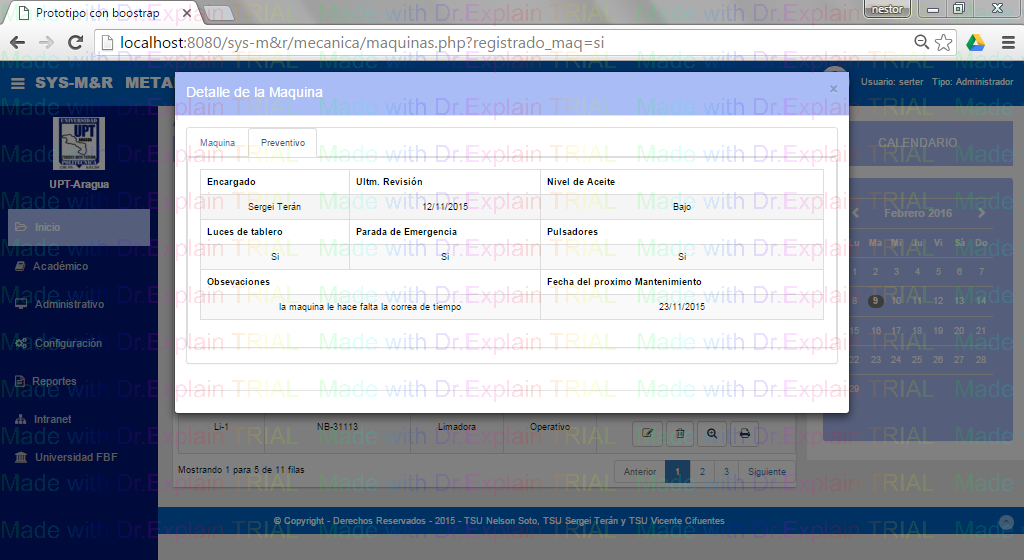 Prototipo con boostrap
nestor
localhost:8080/sys-m&r/mecanica/maquinas.php?registrado_maq=si
SYS-M&R META
Usuario: serter Tipo: Administrador
Detalle de la Maquina ×
UNIVERSIDAD
UPT
ARAGUA
POLITECNICA
UPT-Aragua
Inicio
Académico
Administrativo
Configuración
Reportes
Intranet
Universidad FBF
Maquina Preventivo
Encargado Ultm. Revisión Nivel de Aceite
Sergei Terán 12/11/2015 Bajo
Luces de tablero Parada de Emergencia Pulsadores
Si Si Si
Obsevaciones Fecha del proximo Mantenimiento
la maquina le hace falta la correa de tiempo 23/11/2015
CALENDARIO
Febrero 2016
Lu Ma Mi Ju Vi Sá Do
1 2 3 4 5 6 7
8 9 10 11 12 13 14
15 16 17 18 19 20 21
22 23 24 25 26 27 28
29
Li-1 NB-31113 Limadora Operativo
Mostrando 1 para 5 de 11 filas
Anterior 1 2 3 Siguiente
© Copyright - Derechos Reservados - 2015 - TSU Nelson Soto, TSU Sergei Terán y TSU Vicente Cifuentes
Made with Dr.Explain TRIAL